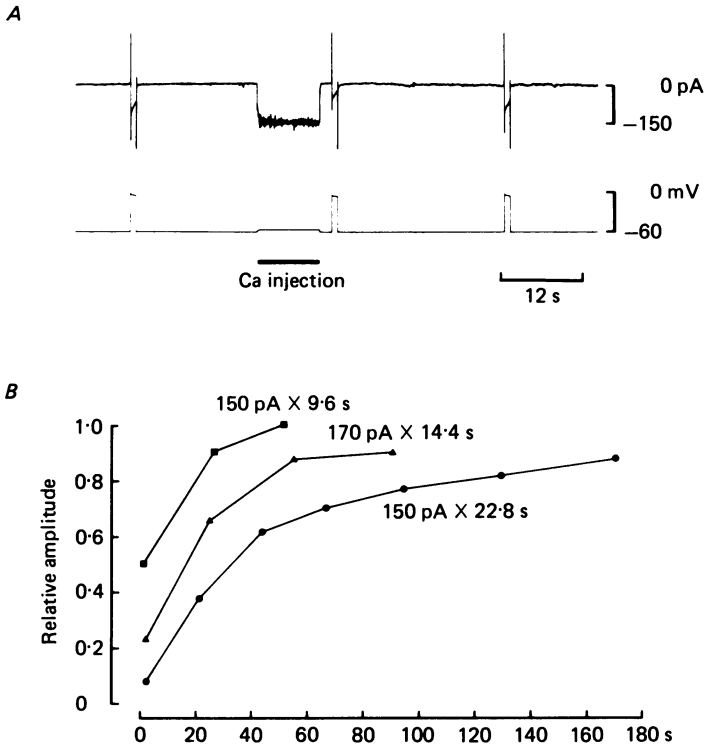 A
0 pA
−150
0 mV
−60
Ca injection
12 s
B
150 pA X 9·6 s
170 pA X 14·4 s
150 pA X 22·8 s
Relative amplitude
1·0
0·8
0·6
0·4
0·2
0
0 20 40 60 80 100 120 140 160 180 s